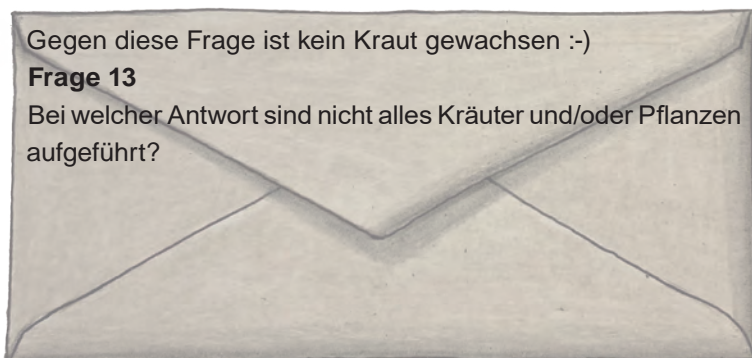 Gegen diese Frage ist kein Kraut gewachsen :-)
Frage 13
Bei welcher Antwort sind nicht alles Kräuter und/oder Pflanzen
aufgeführt?